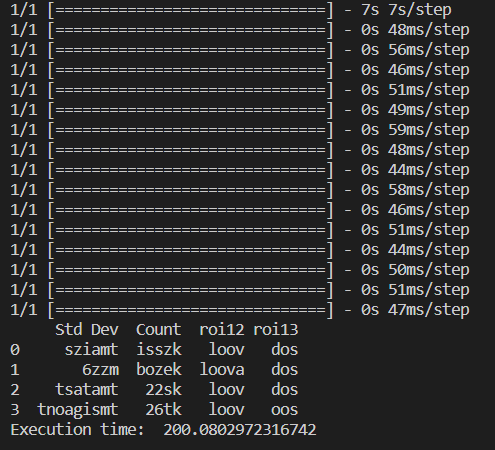 1/1 [==============================] - 7s 7s/step
1/1 [==============================] - 0s 48ms/step
1/1 [==============================] - 0s 56ms/step
1/1 [==============================] - 0s 46ms/step
1/1 [==============================] - 0s 51ms/step
1/1 [==============================] - 0s 49ms/step
1/1 [==============================] - 0s 59ms/step
1/1 [==============================] - 0s 48ms/step
1/1 [==============================] - 0s 44ms/step
1/1 [==============================] - 0s 58ms/step
1/1 [==============================] - 0s 46ms/step
1/1 [==============================] - 0s 51ms/step
1/1 [==============================] - 0s 44ms/step
1/1 [==============================] - 0s 50ms/step
1/1 [==============================] - 0s 51ms/step
1/1 [==============================] - 0s 47ms/step
Std Dev Count roi12 roi13
0 sziamt isszk loov dos
1 6zzm bozek loova dos
2 tsatamt 22sk loov dos
3 tnoagismt 26tk loov oos
Execution time: 200.0802972316742